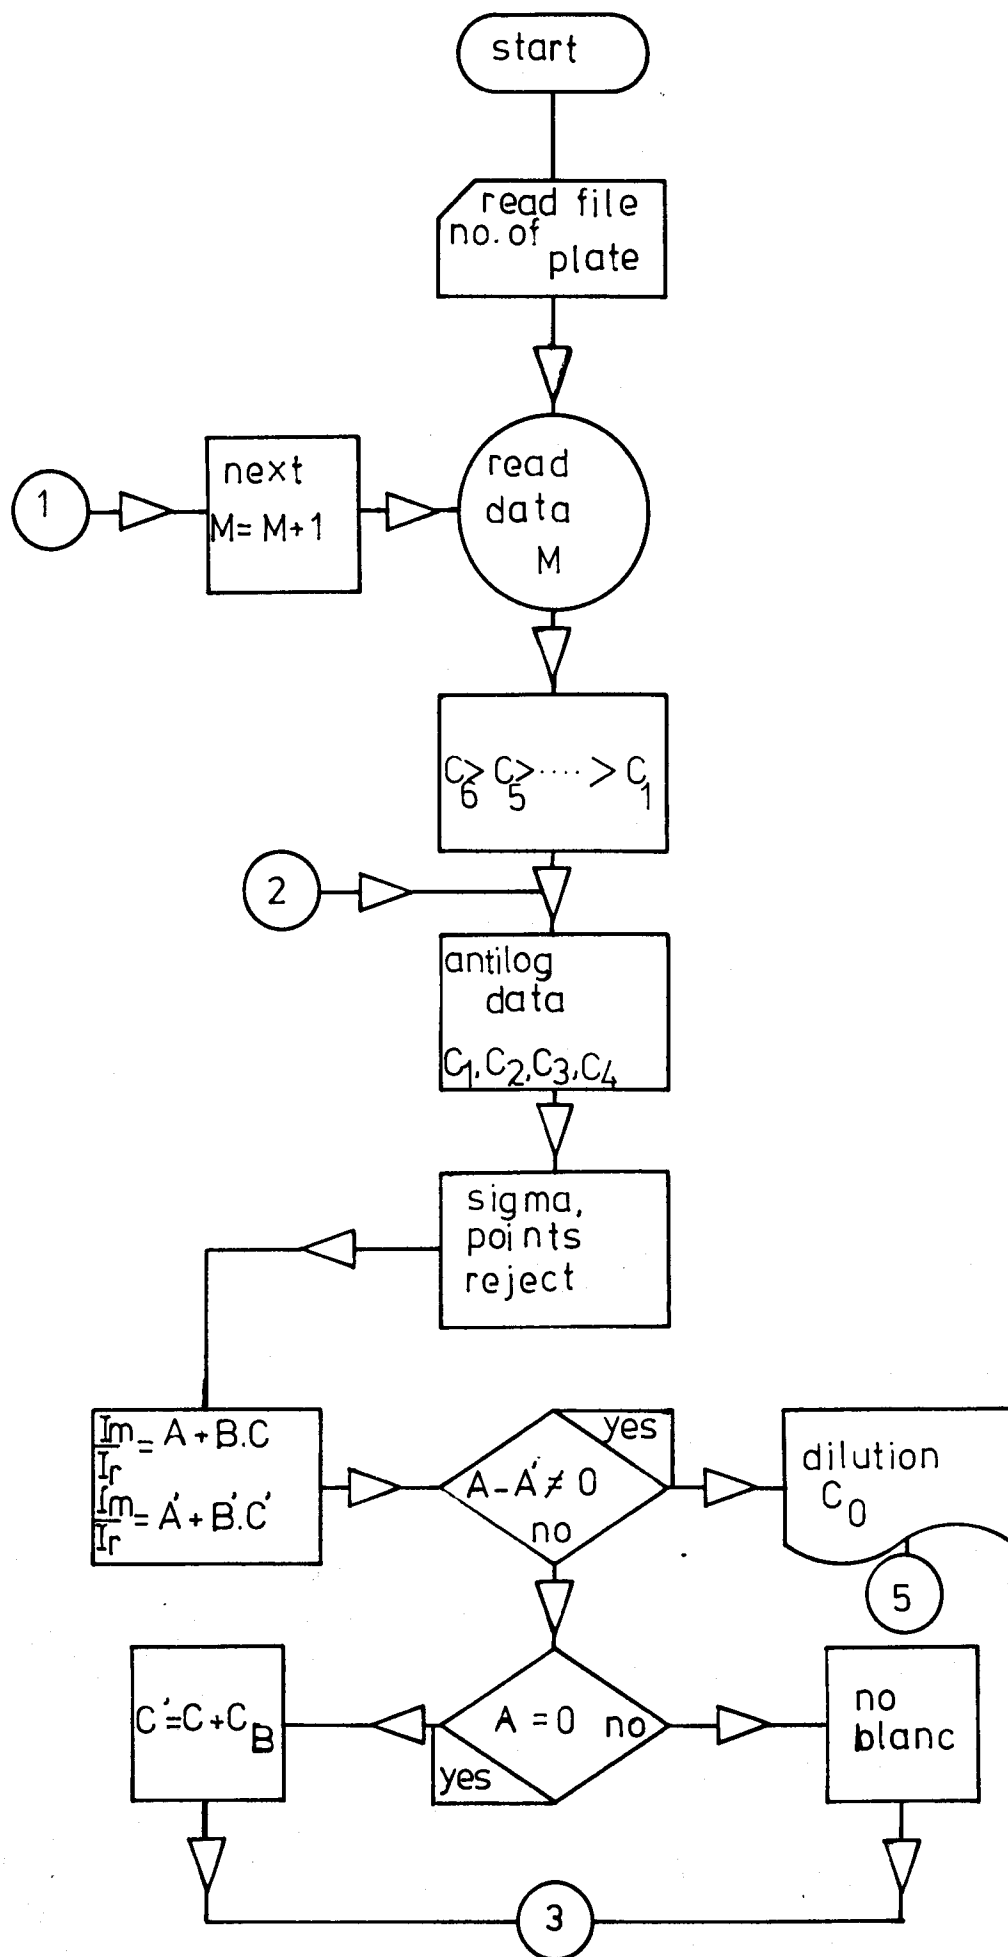 start
read file
no. of
plate
1
next
M= M+1
read
data
M
C6> C5>·····> C1
2
antilog
data
C1, C2, C3, C4
sigma,
points
reject
Im/Ir = A + B.C
Im/Ir = A' + B'.C'
A - A' ≠ 0
yes
no
dilution
C0
5
C' = C + CB
A = 0
no
yes
no
blanc
3